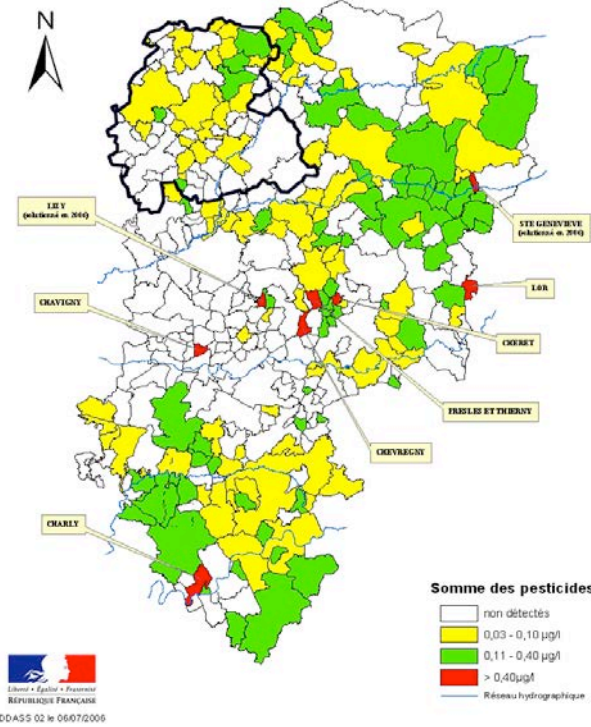 N
LIZY
(solutionné en 2006)
STE GENEVIEVE
(solutionné en 2006)
LOR
CHAVIGNY
CHERET
PRESLES ET THIERNY
CHEVREGNY
CHARLY
Somme des pesticides
non détectés
0,03 - 0,10 µg/l
0,11 - 0,40 µg/l
> 0,40µg/l
Réseau hydrographique
Liberté • Égalité • Fraternité
RÉPUBLIQUE FRANÇAISE
DDASS 02 le 06/07/2006